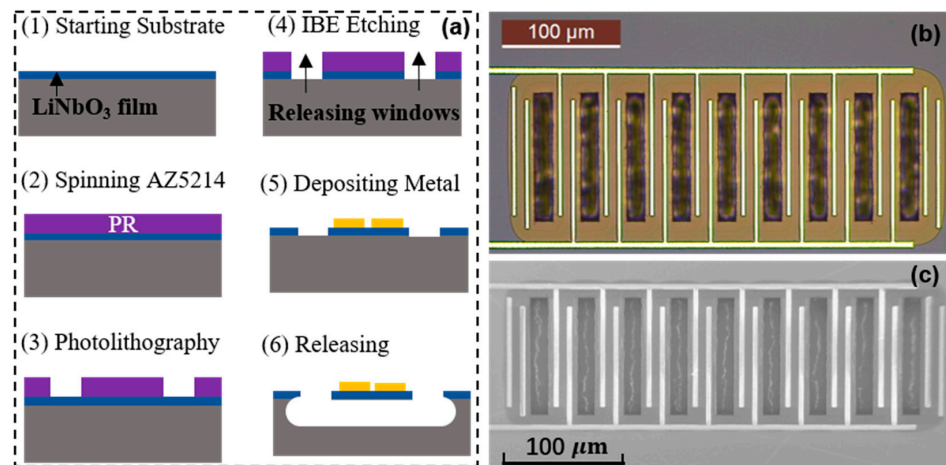 (1) Starting Substrate
LiNbO₃ film
(2) Spinning AZ5214
PR
(3) Photolithography
(4) IBE Etching
(a)
Releasing windows
(5) Depositing Metal
(6) Releasing
100 μm
(b)
(c)
100 μm